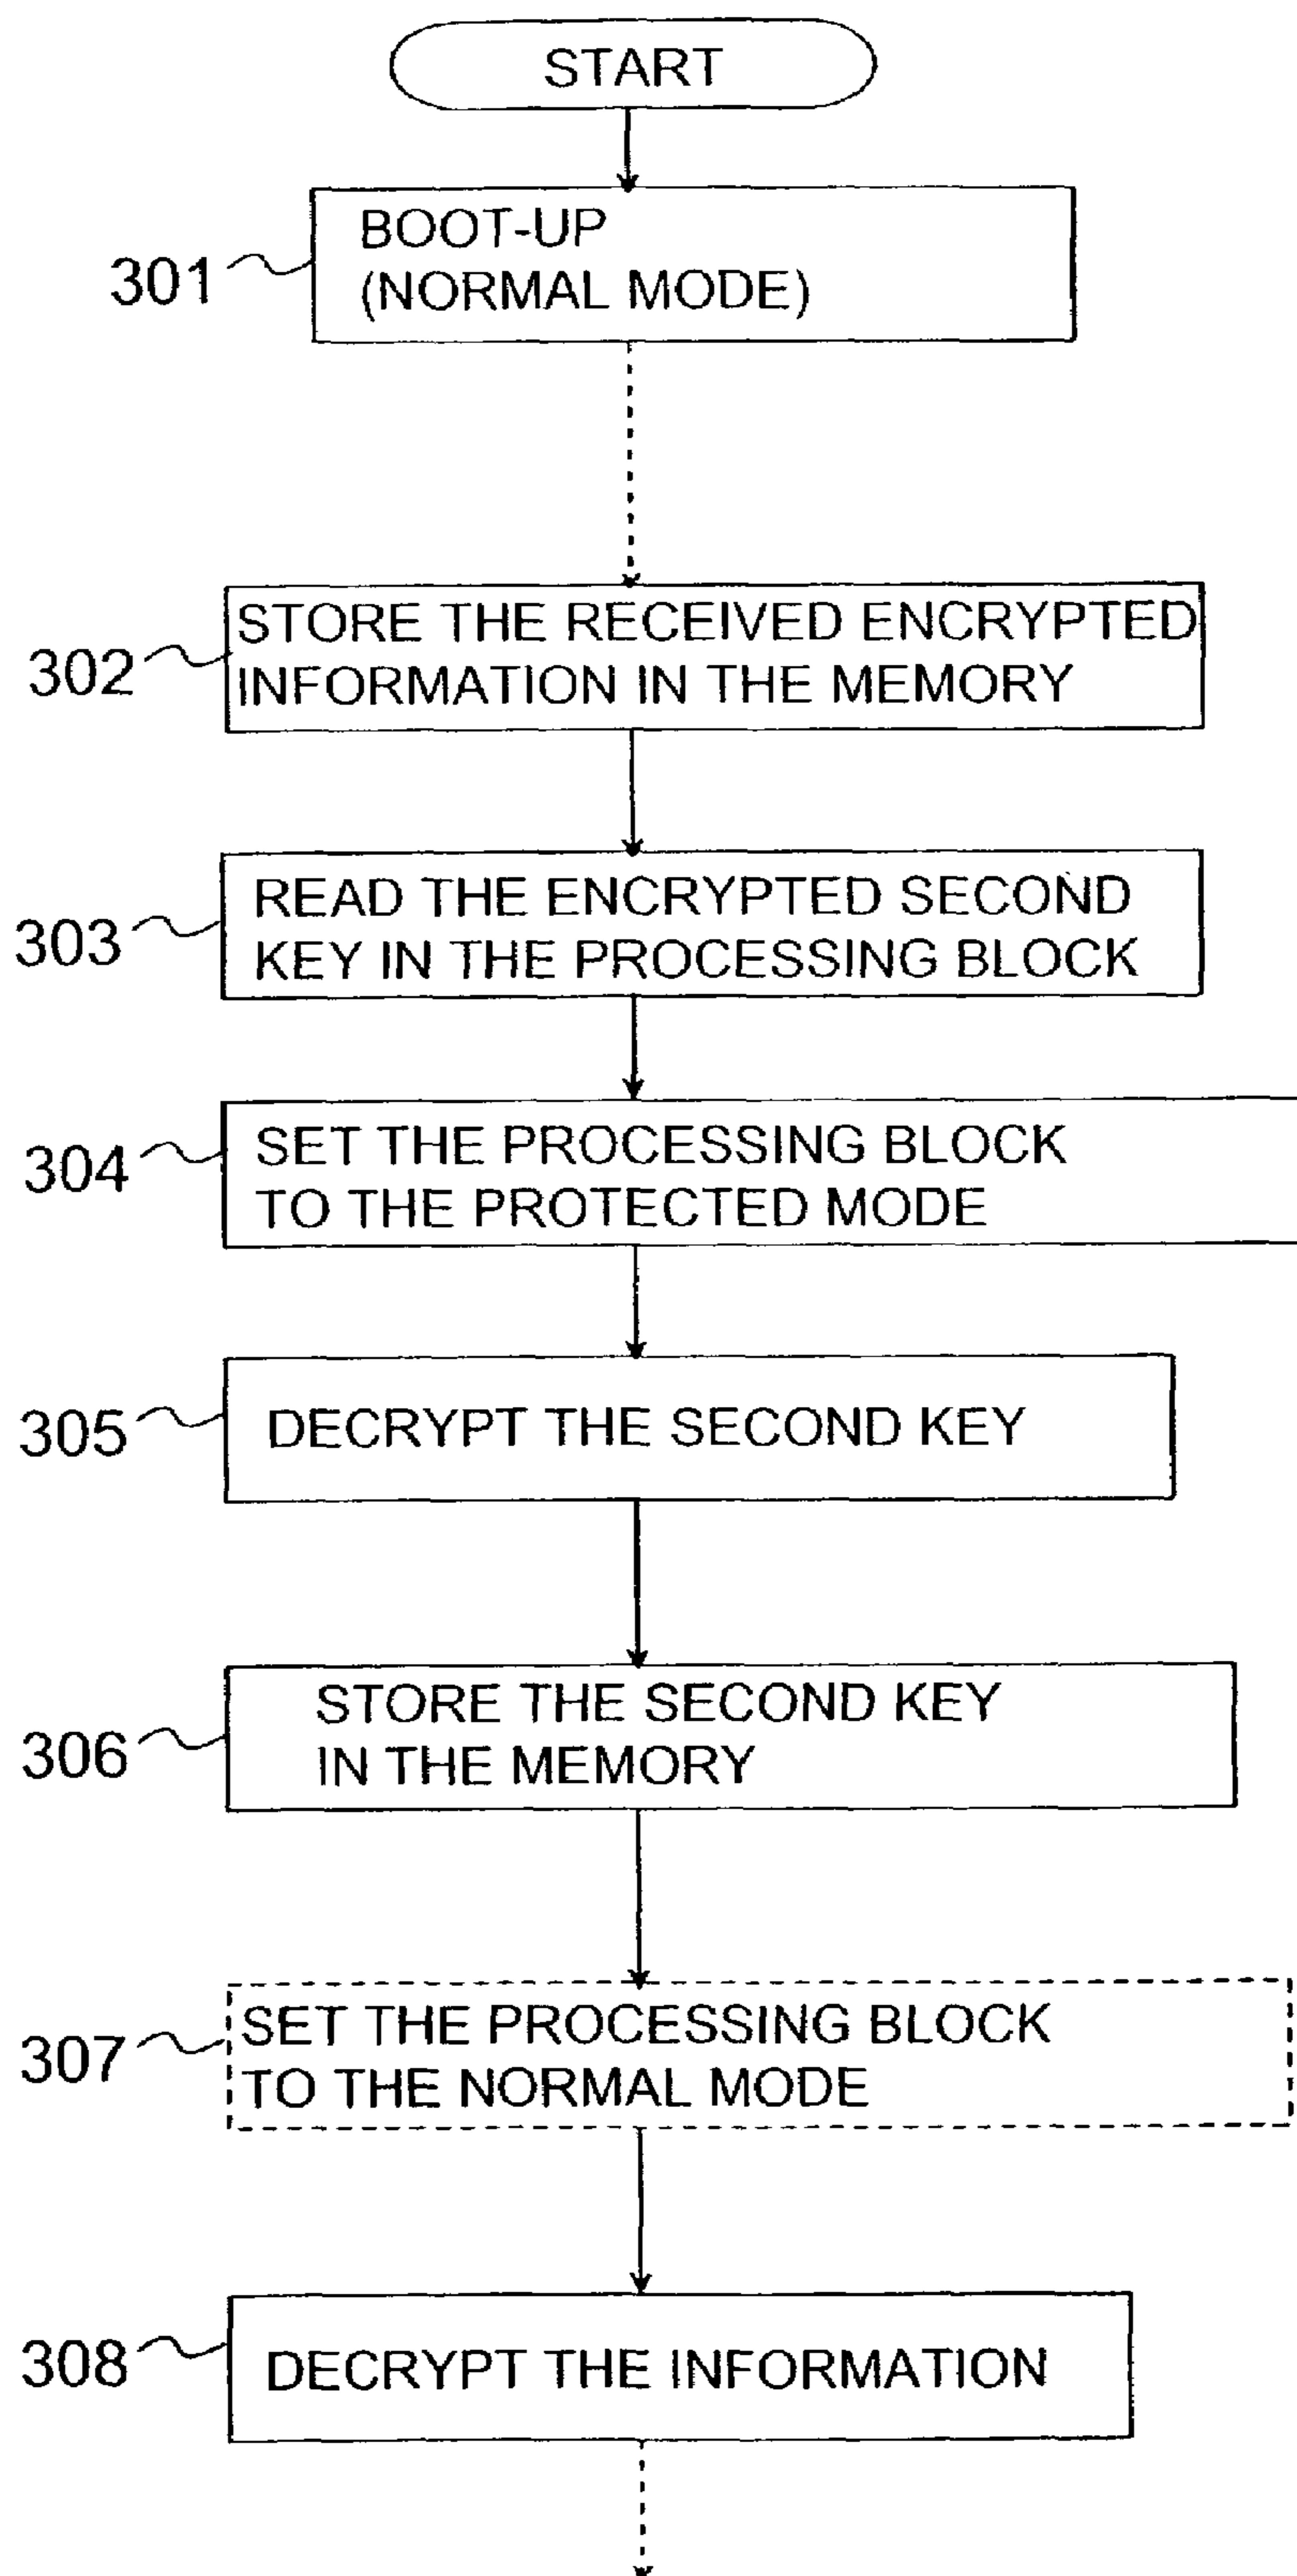 START
301
BOOT-UP
(NORMAL MODE)
302
STORE THE RECEIVED ENCRYPTED
INFORMATION IN THE MEMORY
303
READ THE ENCRYPTED SECOND
KEY IN THE PROCESSING BLOCK
304
SET THE PROCESSING BLOCK
TO THE PROTECTED MODE
305
DECRYPT THE SECOND KEY
306
STORE THE SECOND KEY
IN THE MEMORY
307
SET THE PROCESSING BLOCK
TO THE NORMAL MODE
308
DECRYPT THE INFORMATION